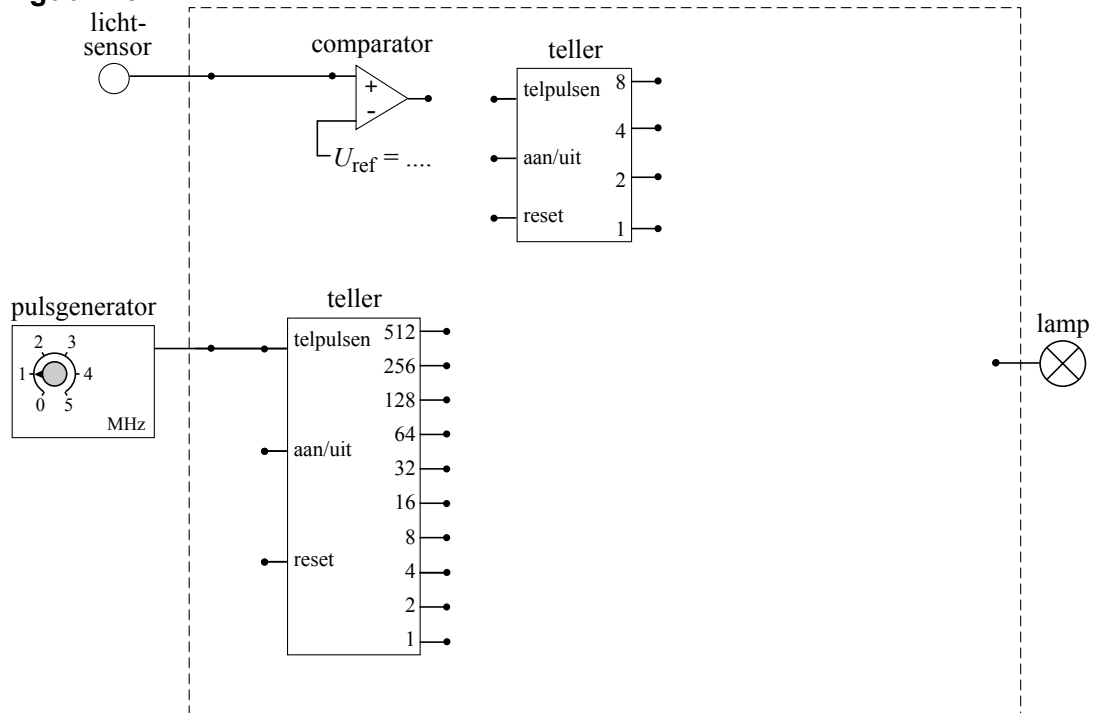 licht-
sensor
comparator
+
-
U ref = ....
teller
telpulsen
aan/uit
reset
8
4
2
1
pulsgenerator
0
1
2
3
4
5
MHz
teller
telpulsen
aan/uit
reset
512
256
128
64
32
16
8
4
2
1
lamp